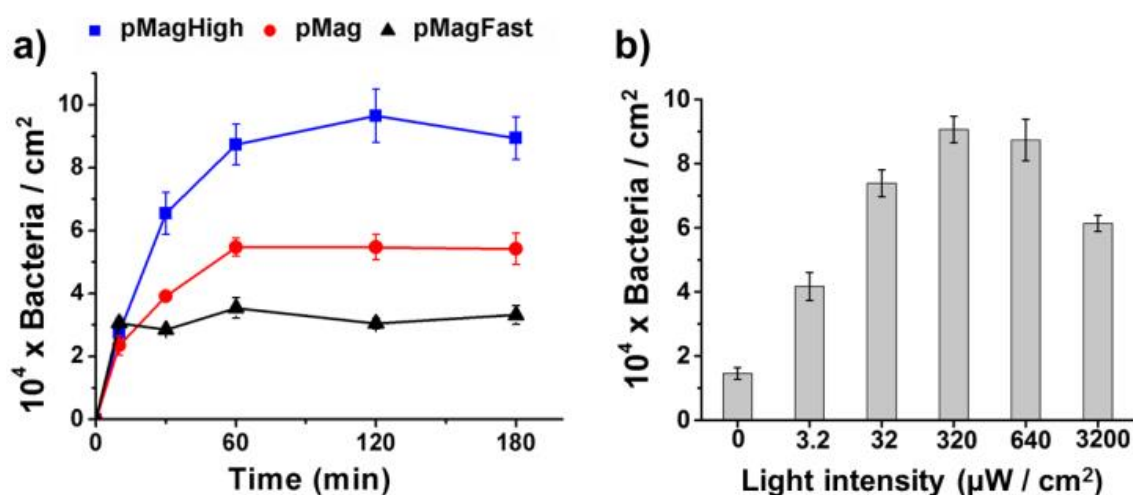 a)
pMagHigh pMag pMagFast
10⁴ x Bacteria / cm²
10
8
6
4
2
0
0 60 120 180
Time (min)
b)
10⁴ x Bacteria / cm²
10
8
6
4
2
0
0 3.2 32 320 640 3200
Light intensity (µW / cm²)